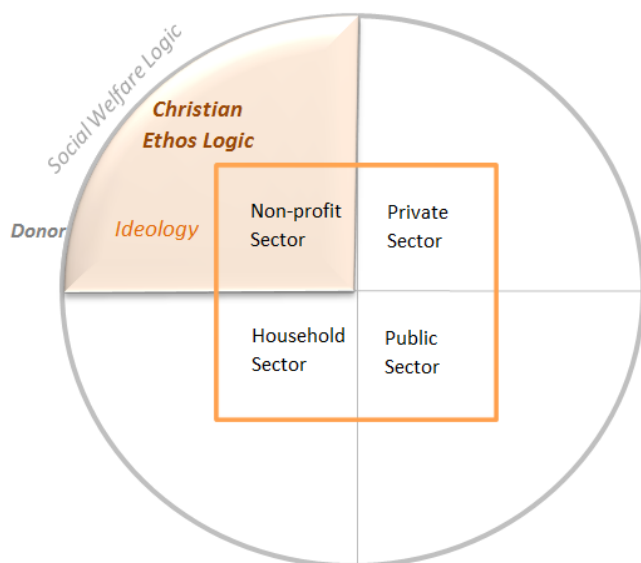 Social Welfare Logic
Christian
Ethos Logic
Donor
Ideology
Non-profit
Sector
Private
Sector
Household
Sector
Public
Sector